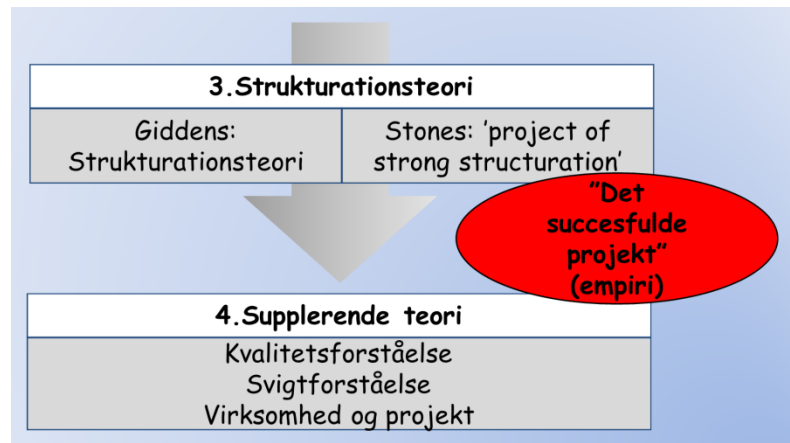 3.Strukturationsteori
Giddens:
Strukturationsteori
Stones: ’project of
strong structuration’
”Det
succesfulde
projekt”
(empiri)
4.Supplerende teori
Kvalitetsforståelse
Svigtforståelse
Virksomhed og projekt